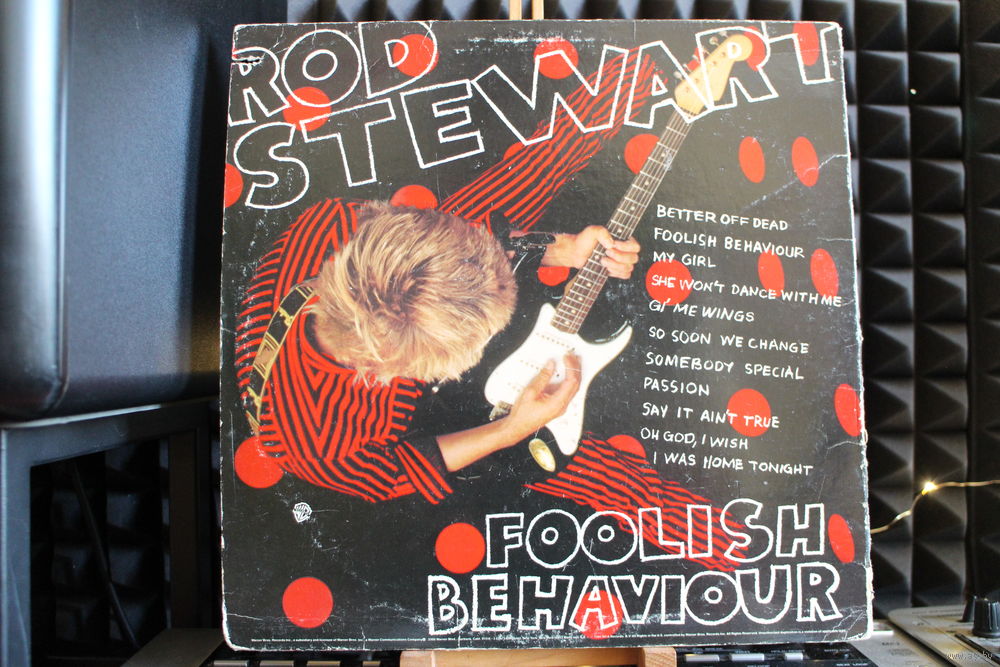 ROD
STEWART
BETTER OFF DEAD
FOOLISH BEHAVIOUR
MY GIRL
SHE WON'T DANCE WITH ME
GI' ME WINGS
SO SOON WE CHANGE
SOMEBODY SPECIAL
PASSION
SAY IT AIN'T TRUE
OH GOD, I WISH
I WAS HOME TONIGHT
FOOLISH
BEHAVIOUR